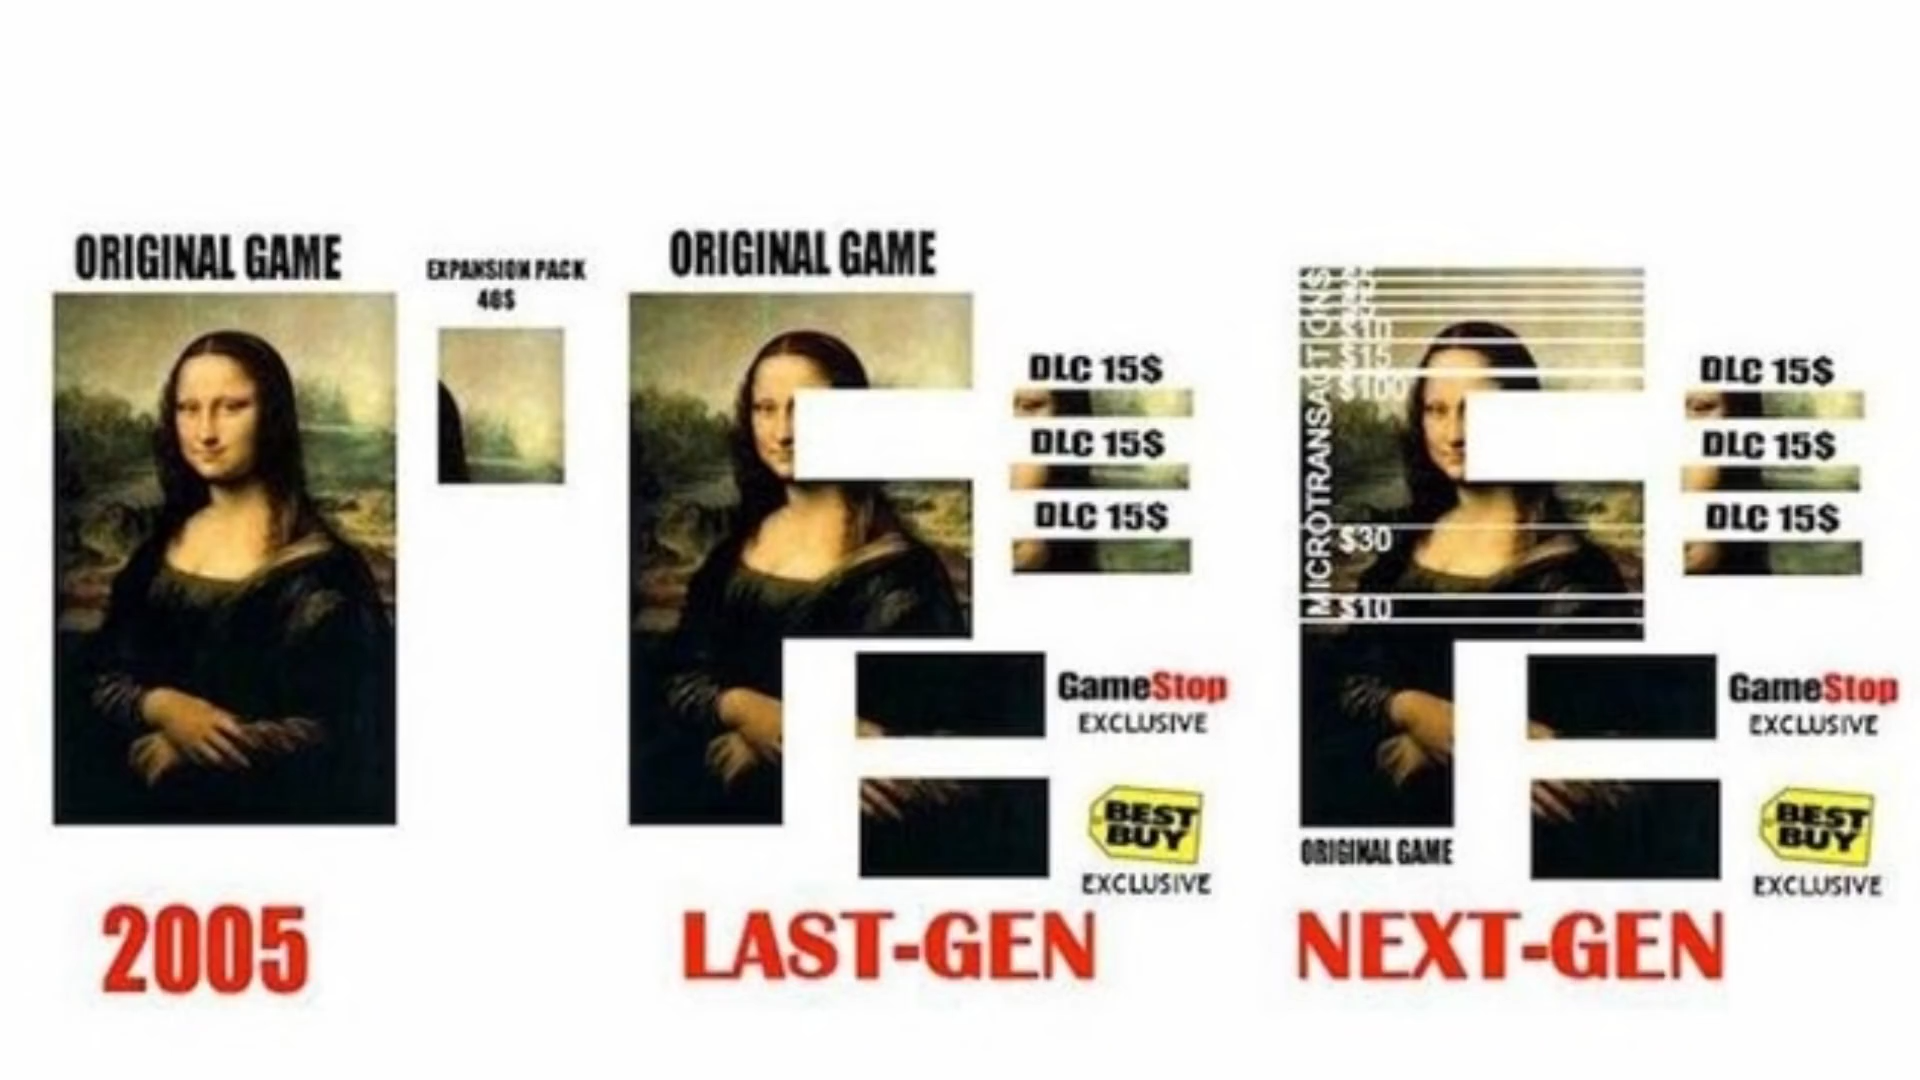 ORIGINAL GAME
EXPANSION PACK
40$
2005
ORIGINAL GAME
DLC 15$
DLC 15$
DLC 15$
GameStop
EXCLUSIVE
BEST
BUY
EXCLUSIVE
LAST-GEN
MICROTRANSACTIONS
$10
$15
$100
$30
$10
DLC 15$
DLC 15$
DLC 15$
GameStop
EXCLUSIVE
BEST
BUY
EXCLUSIVE
ORIGINAL GAME
NEXT-GEN